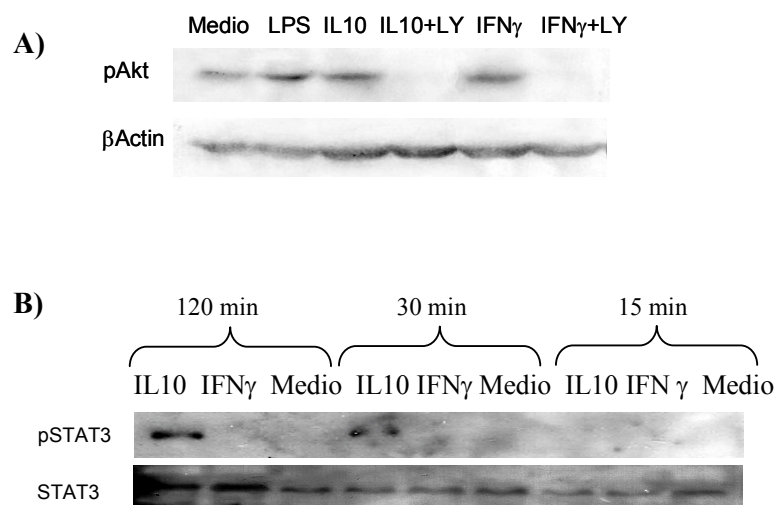 A)
Medio LPS IL10 IL10+LY IFNγ IFNγ+LY
pAkt
βActin
B)
120 min 30 min 15 min
IL10 IFNγ Medio IL10 IFNγ Medio IL10 IFN γ Medio
pSTAT3
STAT3